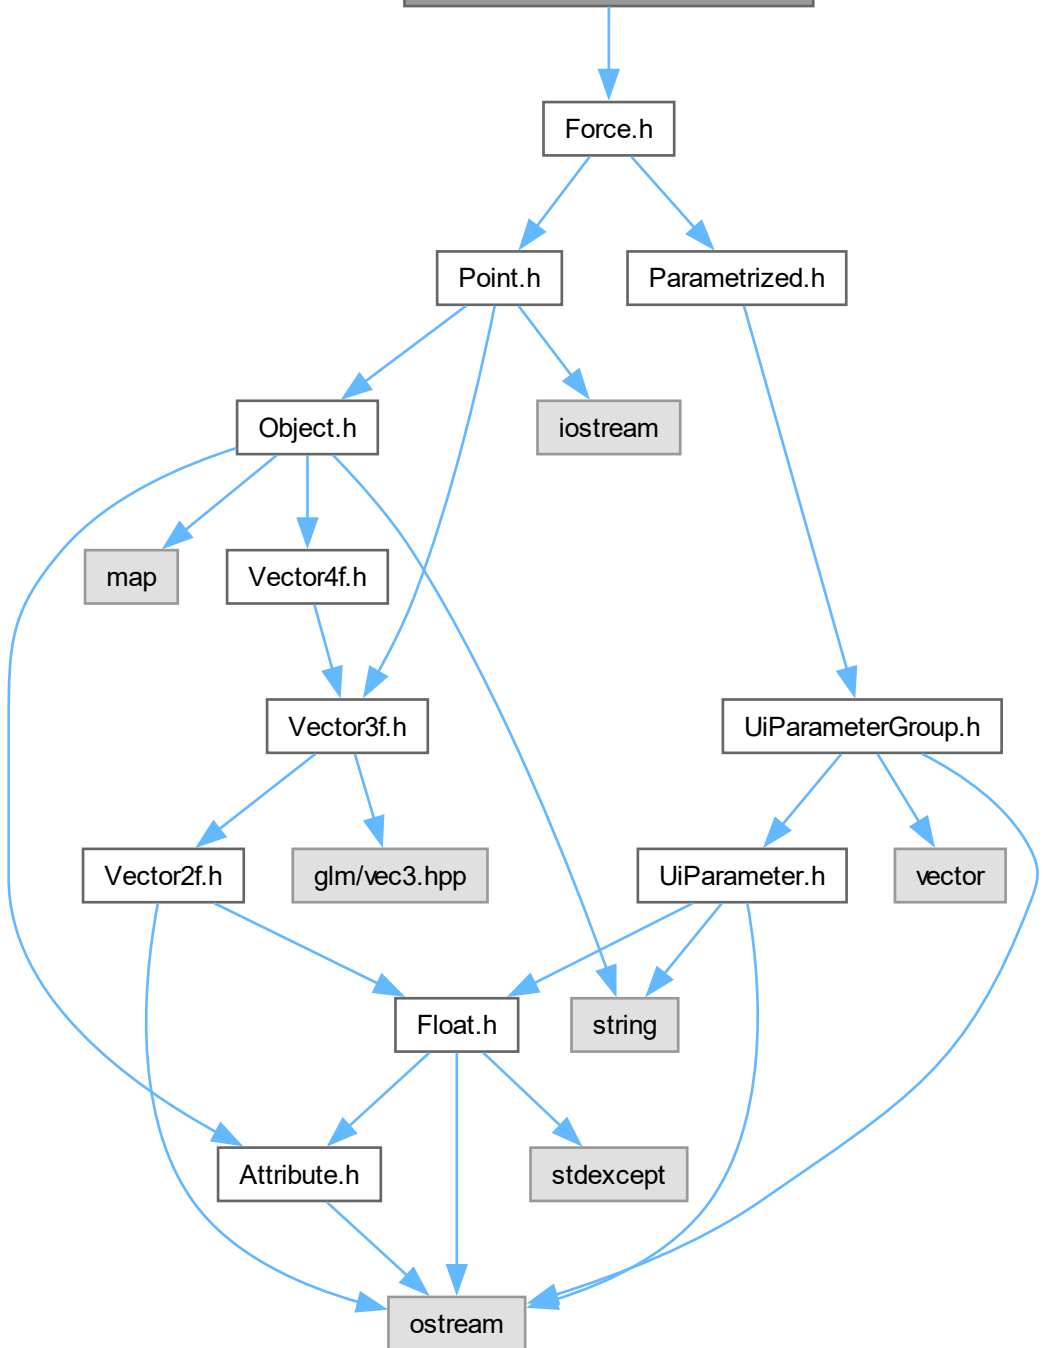 Force.h
Point.h
Parametrized.h
Object.h
iostream
map
Vector4f.h
Vector3f.h
UiParameterGroup.h
Vector2f.h
glm/vec3.hpp
UiParameter.h
vector
Float.h
string
Attribute.h
stdexcept
ostream